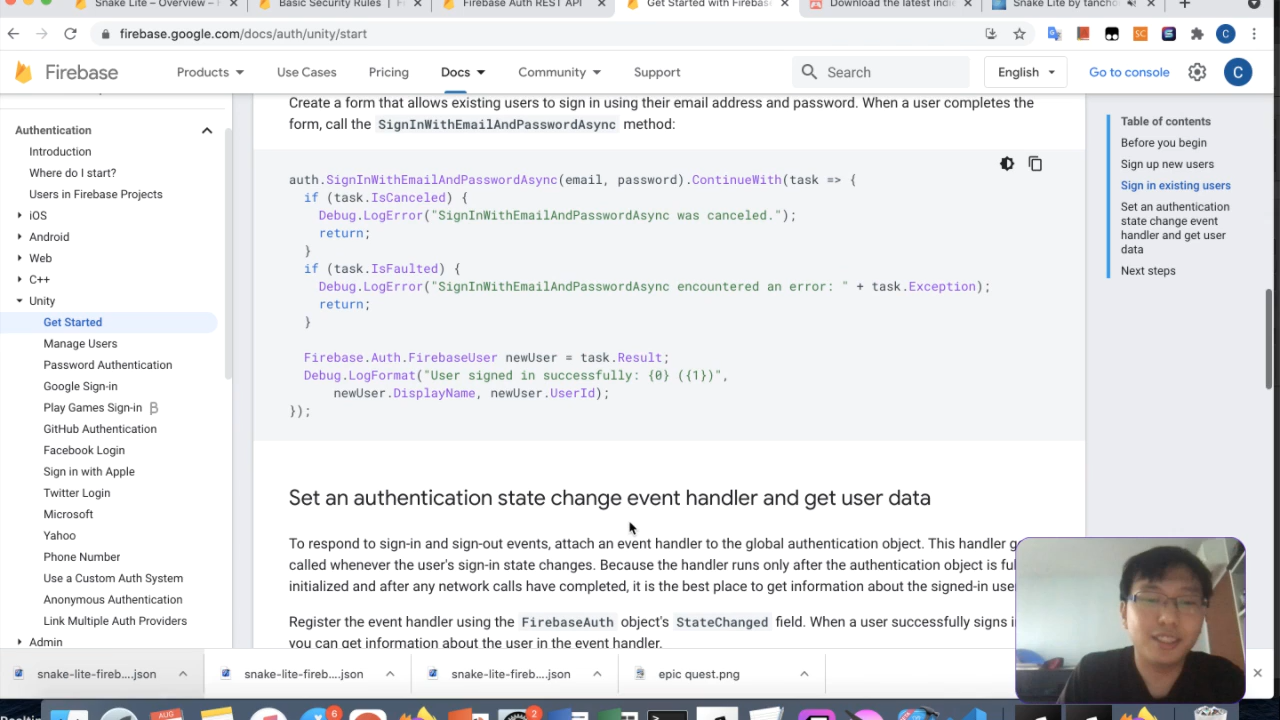 Snake Lite – Overview –
Basic Security Rules
Firebase Auth REST API
Get Started with Firebas
Download the latest indie
Snake Lite by tancho
firebase.google.com/docs/auth/unity/start
SC
C
Firebase
Products
Use Cases
Pricing
Docs
Community
Support
Search
English
Go to console
C
Authentication
Introduction
Where do I start?
Users in Firebase Projects
iOS
Android
Web
C++
Unity
Get Started
Manage Users
Password Authentication
Google Sign-in
Play Games Sign-in β
GitHub Authentication
Facebook Login
Sign in with Apple
Twitter Login
Microsoft
Yahoo
Phone Number
Use a Custom Auth System
Anonymous Authentication
Link Multiple Auth Providers
Admin
Create a form that allows existing users to sign in using their email address and password. When a user completes the
form, call the SignInWithEmailAndPasswordAsync method:
auth.SignInWithEmailAndPasswordAsync(email, password).ContinueWith(task => {
if (task.IsCanceled) {
Debug.LogError("SignInWithEmailAndPasswordAsync was canceled.");
return;
}
if (task.IsFaulted) {
Debug.LogError("SignInWithEmailAndPasswordAsync encountered an error: " + task.Exception);
return;
}
Firebase.Auth.FirebaseUser newUser = task.Result;
Debug.LogFormat("User signed in successfully: {0} ({1})",
newUser.DisplayName, newUser.UserId);
});
Set an authentication state change event handler and get user data
To respond to sign-in and sign-out events, attach an event handler to the global authentication object. This handler g
called whenever the user's sign-in state changes. Because the handler runs only after the authentication object is fu
initialized and after any network calls have completed, it is the best place to get information about the signed-in use
Register the event handler using the FirebaseAuth object's StateChanged field. When a user successfully signs i
you can get information about the user in the event handler.
Table of contents
Before you begin
Sign up new users
Sign in existing users
Set an authentication
state change event
handler and get user
data
Next steps
snake-lite-fireb....json
snake-lite-fireb....json
snake-lite-fireb....json
epic quest.png
AUG
6
2